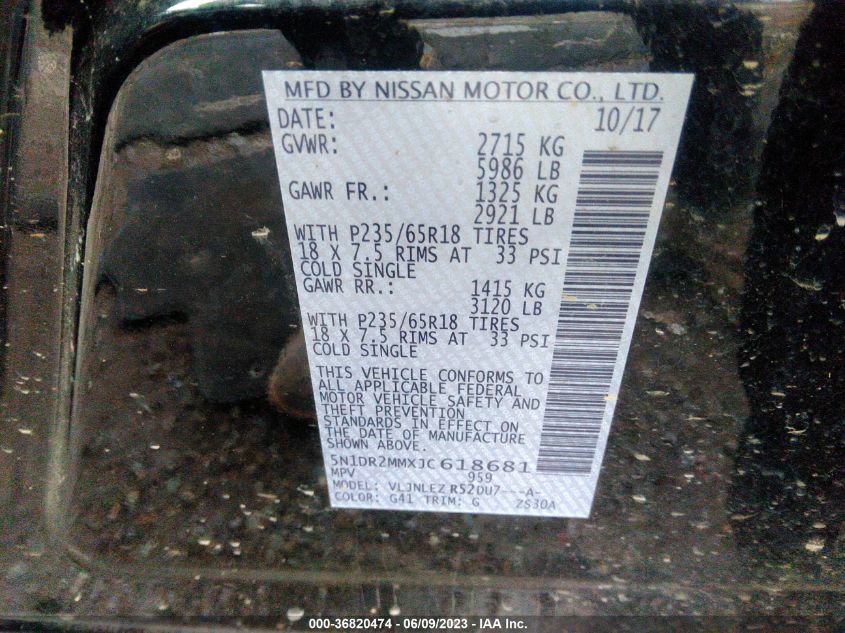 MFD BY NISSAN MOTOR CO., LTD.
DATE: 10/17
GVWR: 2715 KG
5986 LB
GAWR FR.: 1325 KG
2921 LB
WITH P235/65R18 TIRES
18 X 7.5 RIMS AT 33 PSI
COLD SINGLE
GAWR RR.: 1415 KG
3120 LB
WITH P235/65R18 TIRES
18 X 7.5 RIMS AT 33 PSI
COLD SINGLE
THIS VEHICLE CONFORMS TO
ALL APPLICABLE FEDERAL
MOTOR VEHICLE SAFETY AND
THEFT PREVENTION
STANDARDS IN EFFECT ON
THE DATE OF MANUFACTURE
SHOWN ABOVE.
5N1DR2MMXJC618681
MPV 959
MODEL: VLJNLEZ R52DU7---A-
COLOR: G41 TRIM: G ZS30A
000-36820474 / 06/09/2023 - IAA Inc.